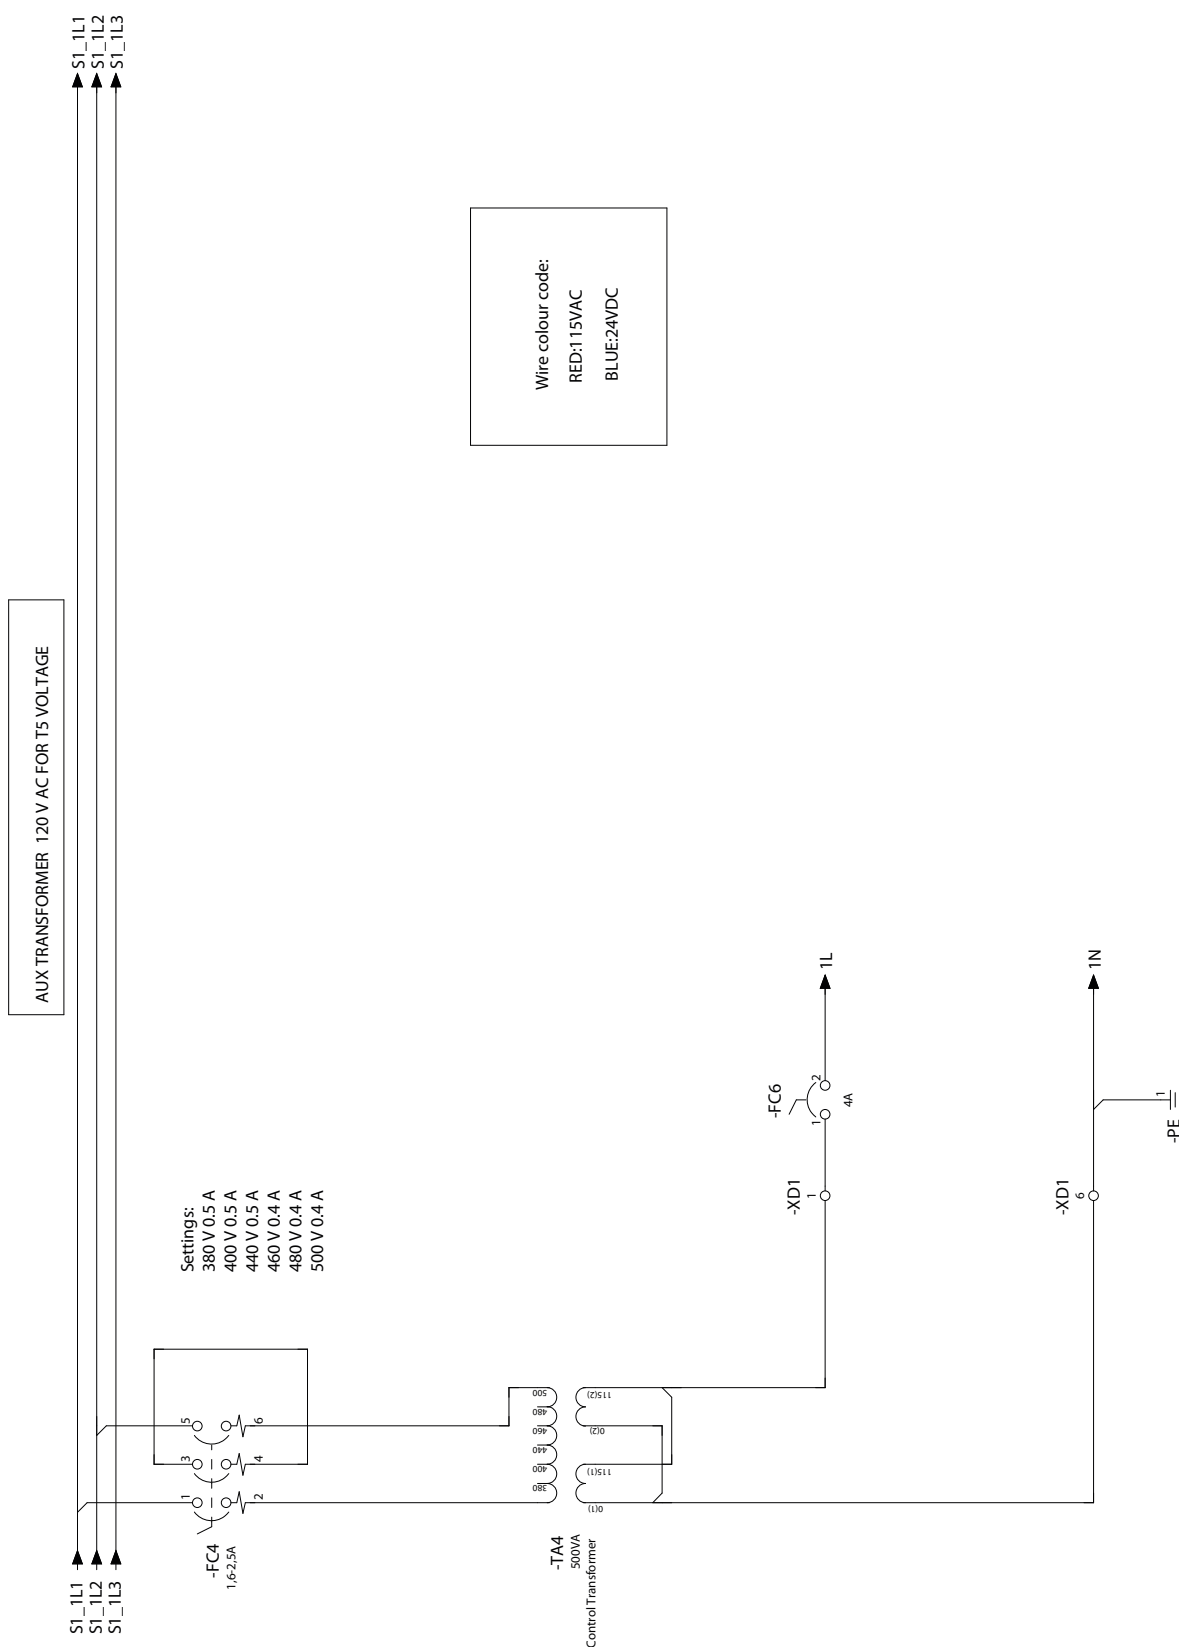 AUX TRANSFORMER 120 V AC FOR T5 VOLTAGE
S1_1L1
S1_1L2
S1_1L3
S1_1L1
S1_1L2
S1_1L3
-FC4
1,6-2,5A
1
3
5
2
4
6
Settings:
380 V 0.5 A
400 V 0.5 A
440 V 0.5 A
460 V 0.4 A
480 V 0.4 A
500 V 0.4 A
Wire colour code:
RED:115VAC
BLUE:24VDC
-TA4
500VA
Control Transformer
380
400
440
460
480
500
0(1)
115(1)
0(2)
115(2)
-XD1
1
-FC6
1
2
4A
1L
-XD1
6
1N
-PE
1